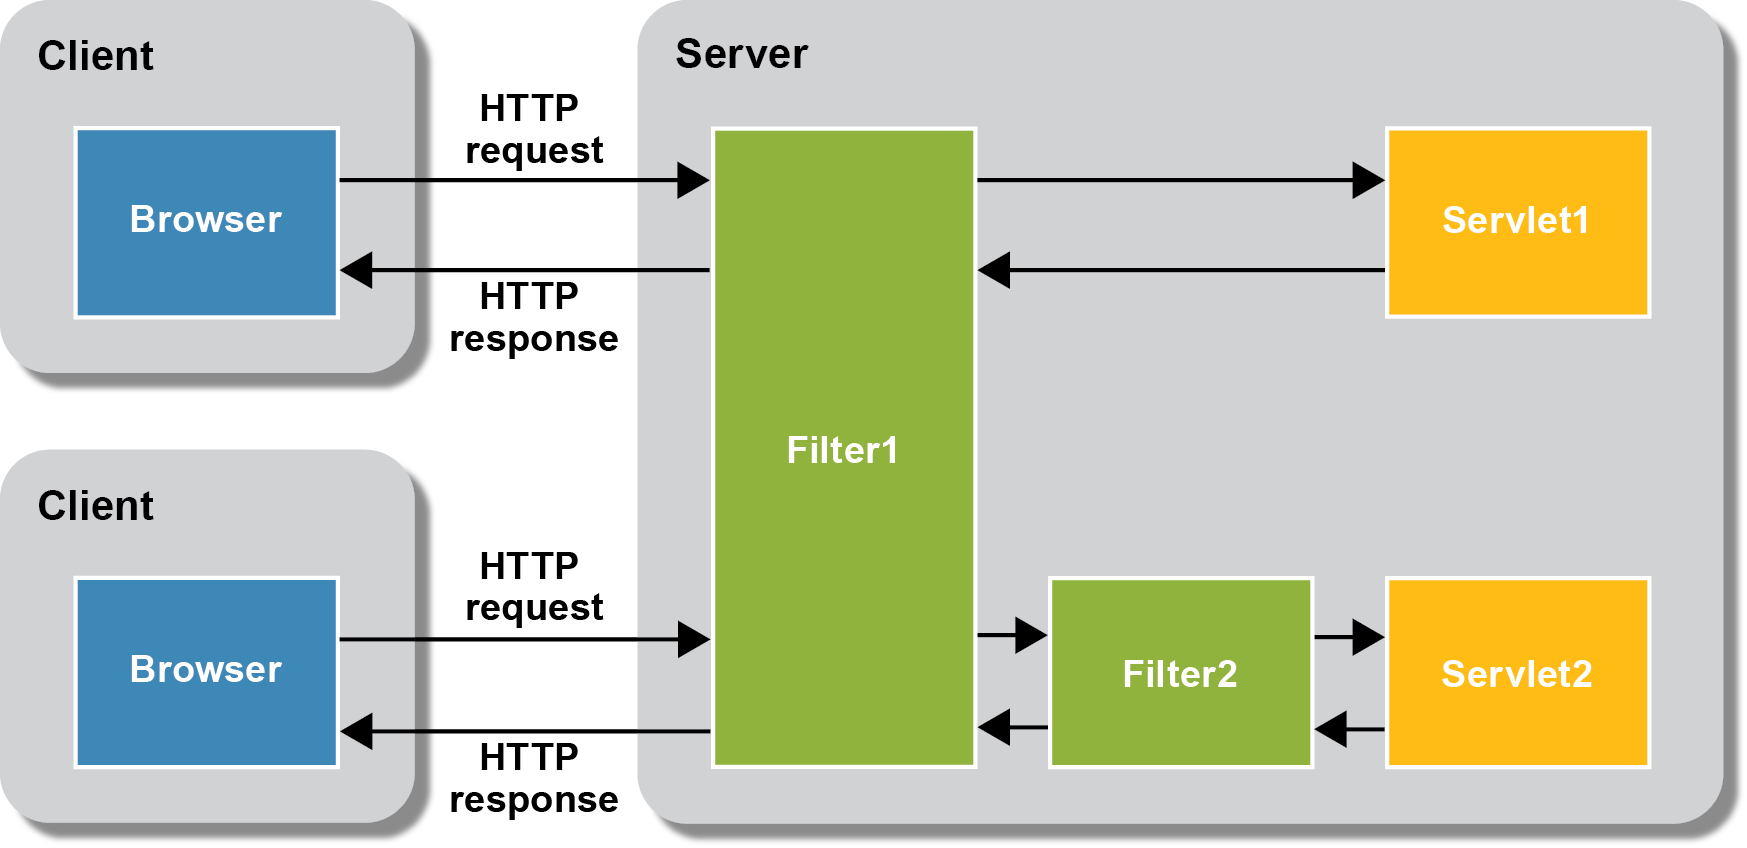 Client
Browser
HTTP
request
HTTP
response
Server
Filter1
Servlet1
Client
Browser
HTTP
request
HTTP
response
Filter2
Servlet2